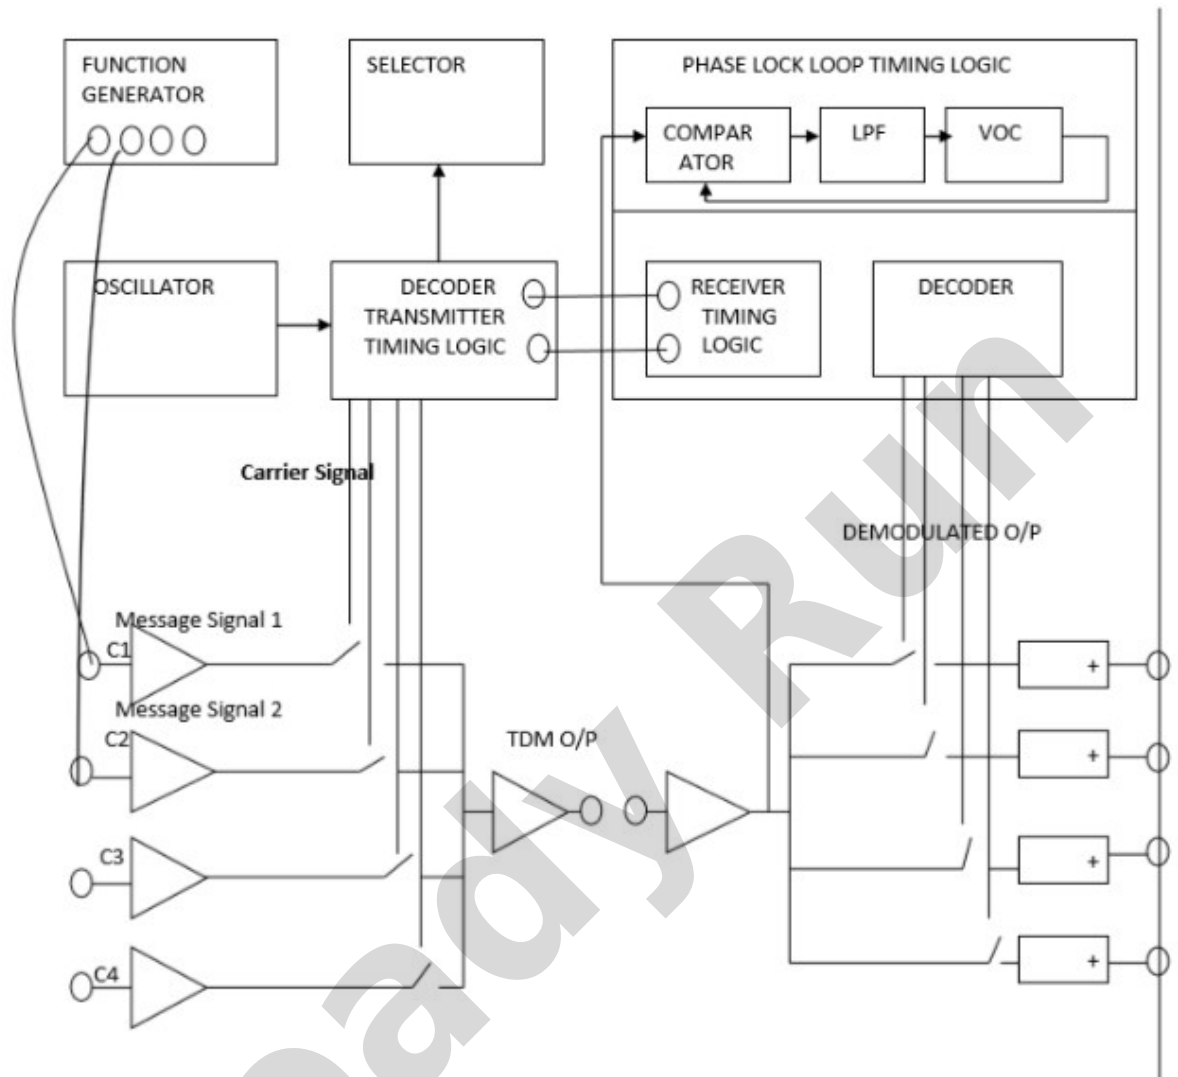 FUNCTION
GENERATOR
SELECTOR
PHASE LOCK LOOP TIMING LOGIC
COMPAR
ATOR
LPF
VOC
OSCILLATOR
DECODER
TRANSMITTER
TIMING LOGIC
RECEIVER
TIMING
LOGIC
DECODER
Carrier Signal
DEMODULATED O/P
Message Signal 1
C1
Message Signal 2
C2
TDM O/P
C3
C4
+
+
+
+
Run